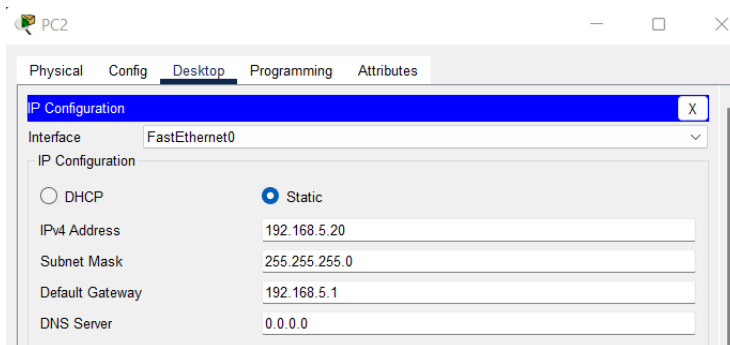 PC2
Physical Config Desktop Programming Attributes
IP Configuration X
Interface FastEthernet0
IP Configuration
DHCP Static
IPv4 Address 192.168.5.20
Subnet Mask 255.255.255.0
Default Gateway 192.168.5.1
DNS Server 0.0.0.0